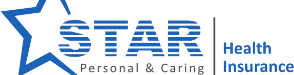 STAR
Personal & Caring
Health
Insurance